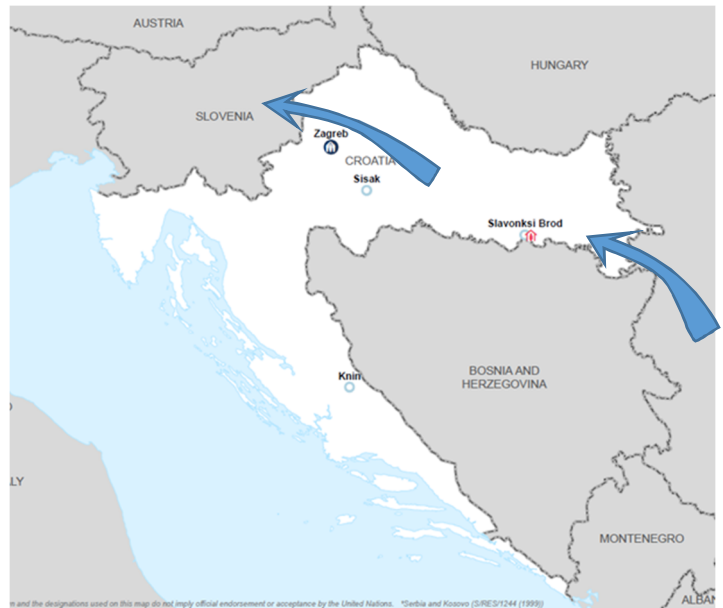 AUSTRIA
HUNGARY
SLOVENIA
Zagreb
CROATIA
Sisak
Slavonksi Brod
Knin
BOSNIA AND
HERZEGOVINA
LY
MONTENEGRO
ALBAN
n and the designations used on this map do not imply official endorsement or acceptance by the United Nations. *Serbia and Kosovo (S/RES/1244 (1999))